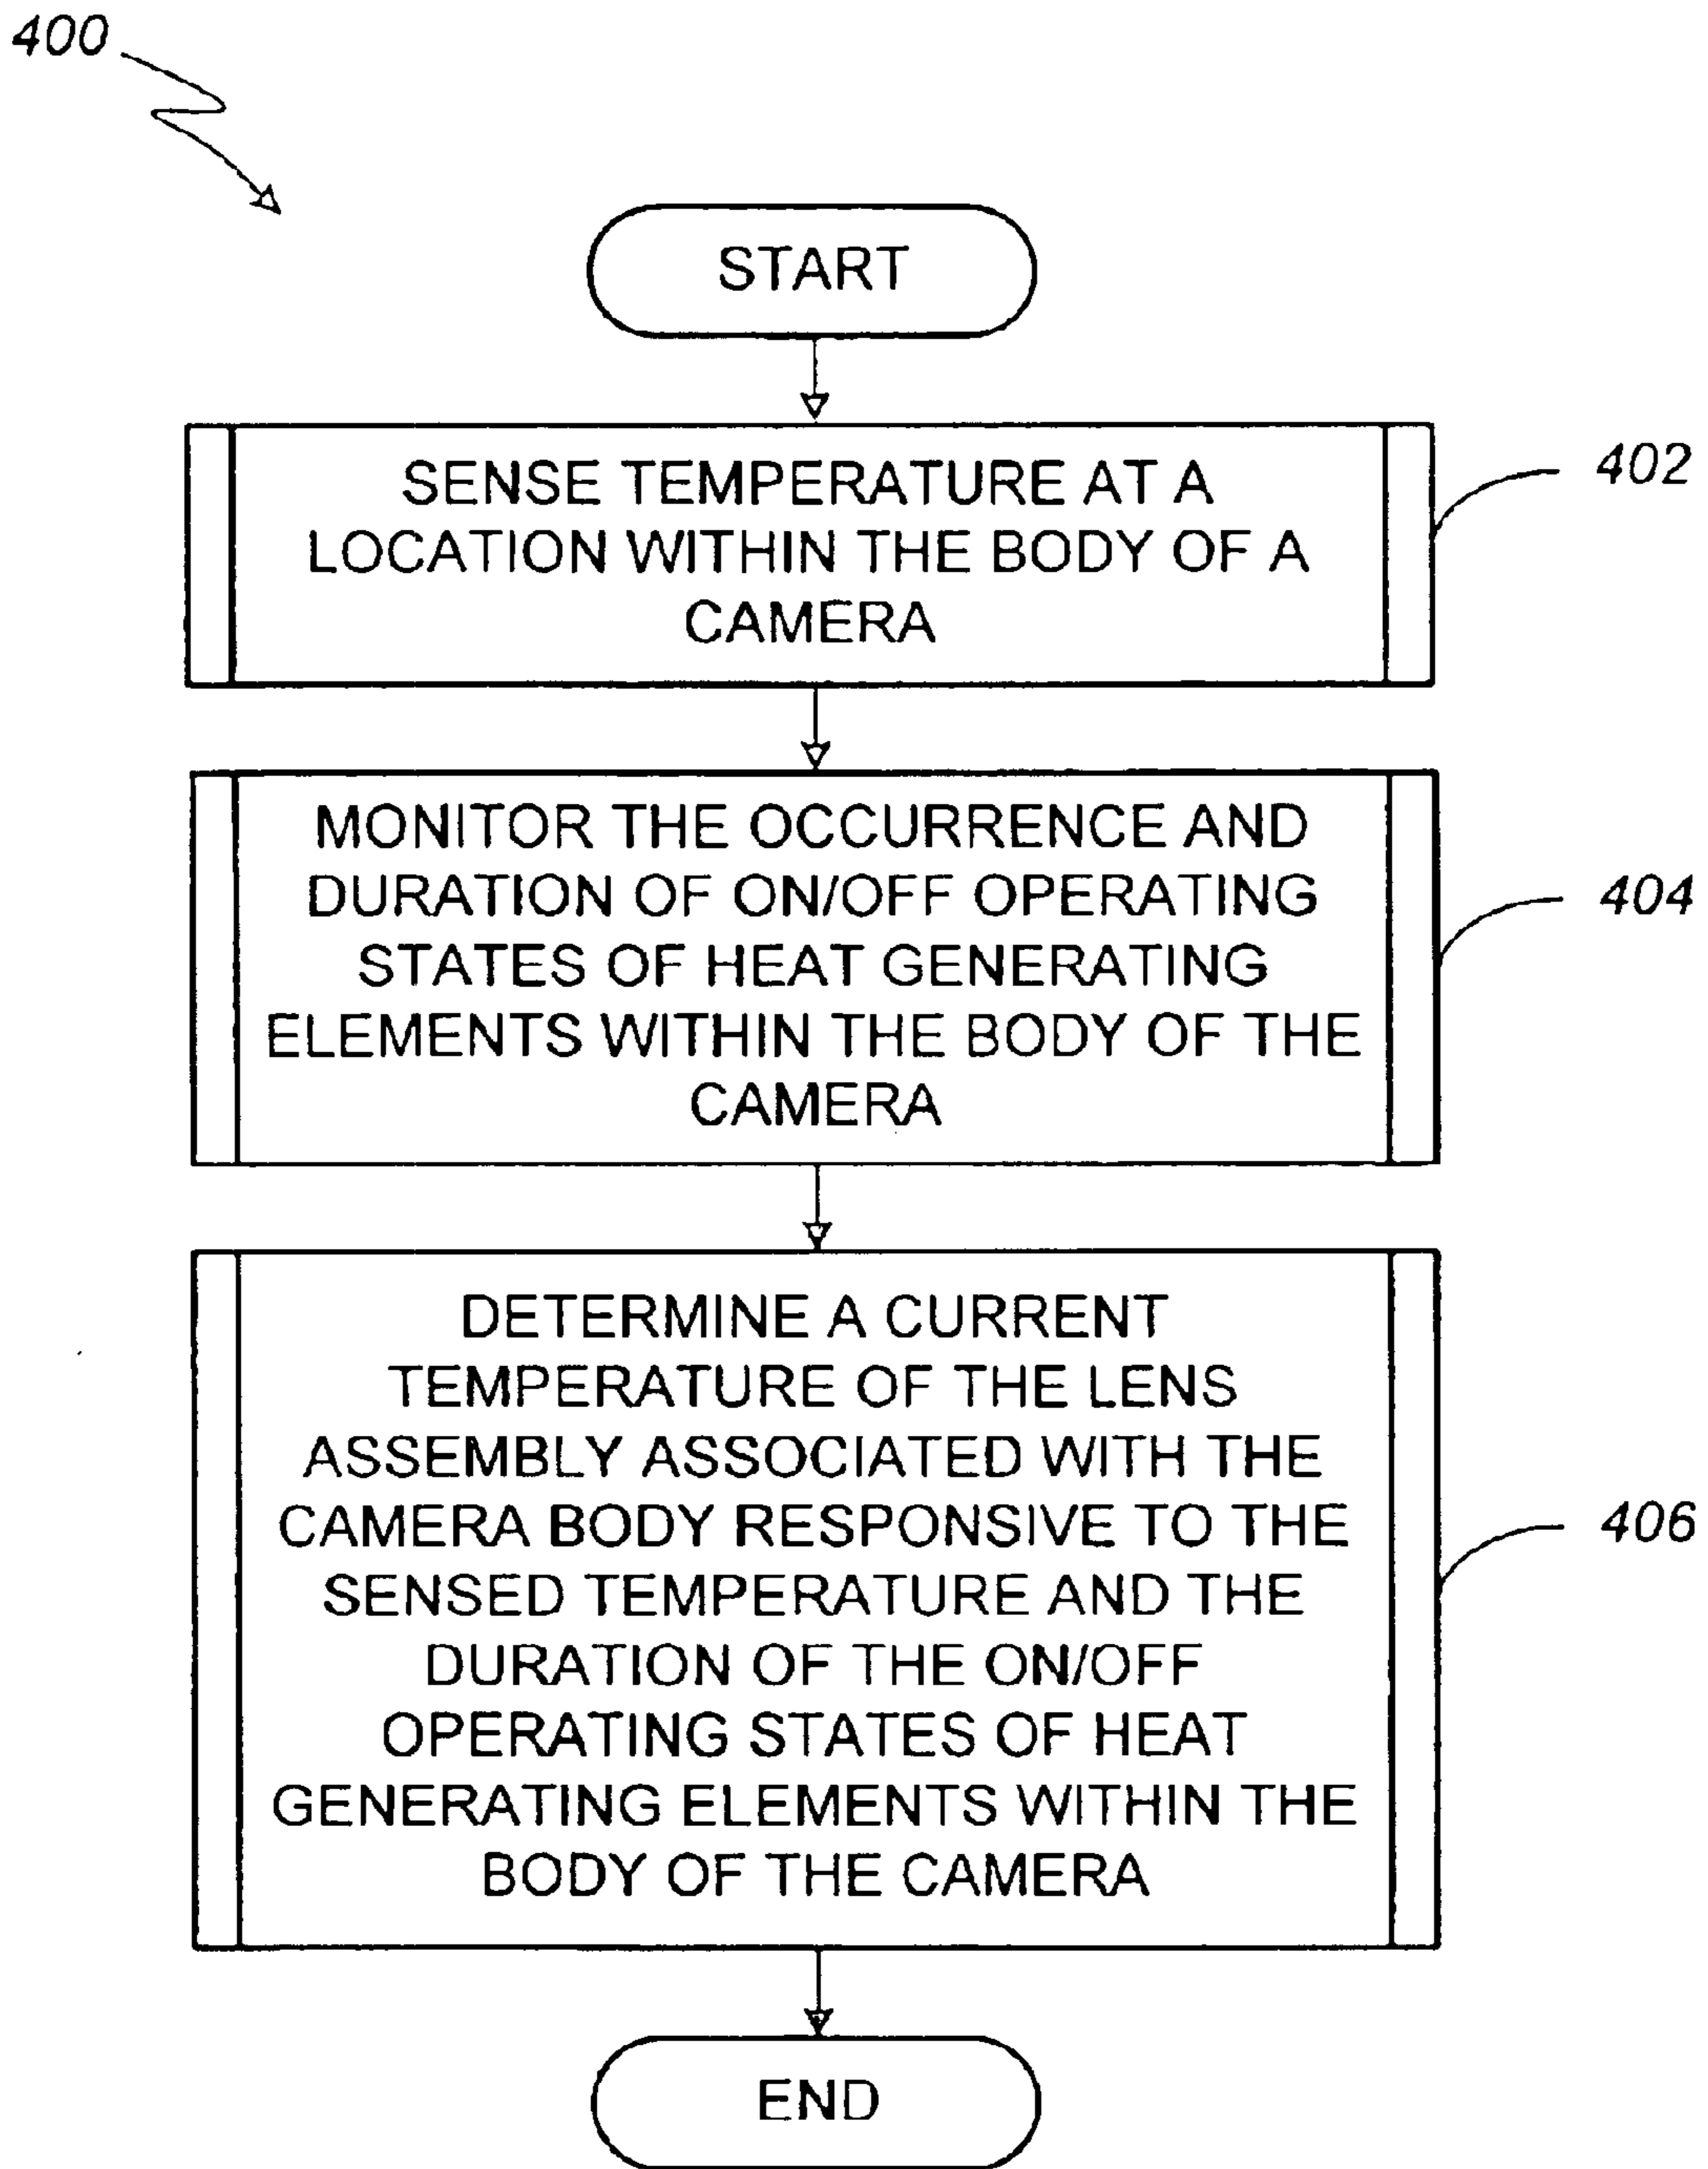 400
START
SENSE TEMPERATURE AT A
LOCATION WITHIN THE BODY OF A
CAMERA
402
MONITOR THE OCCURRENCE AND
DURATION OF ON/OFF OPERATING
STATES OF HEAT GENERATING
ELEMENTS WITHIN THE BODY OF THE
CAMERA
404
DETERMINE A CURRENT
TEMPERATURE OF THE LENS
ASSEMBLY ASSOCIATED WITH THE
CAMERA BODY RESPONSIVE TO THE
SENSED TEMPERATURE AND THE
DURATION OF THE ON/OFF
OPERATING STATES OF HEAT
GENERATING ELEMENTS WITHIN THE
BODY OF THE CAMERA
406
END